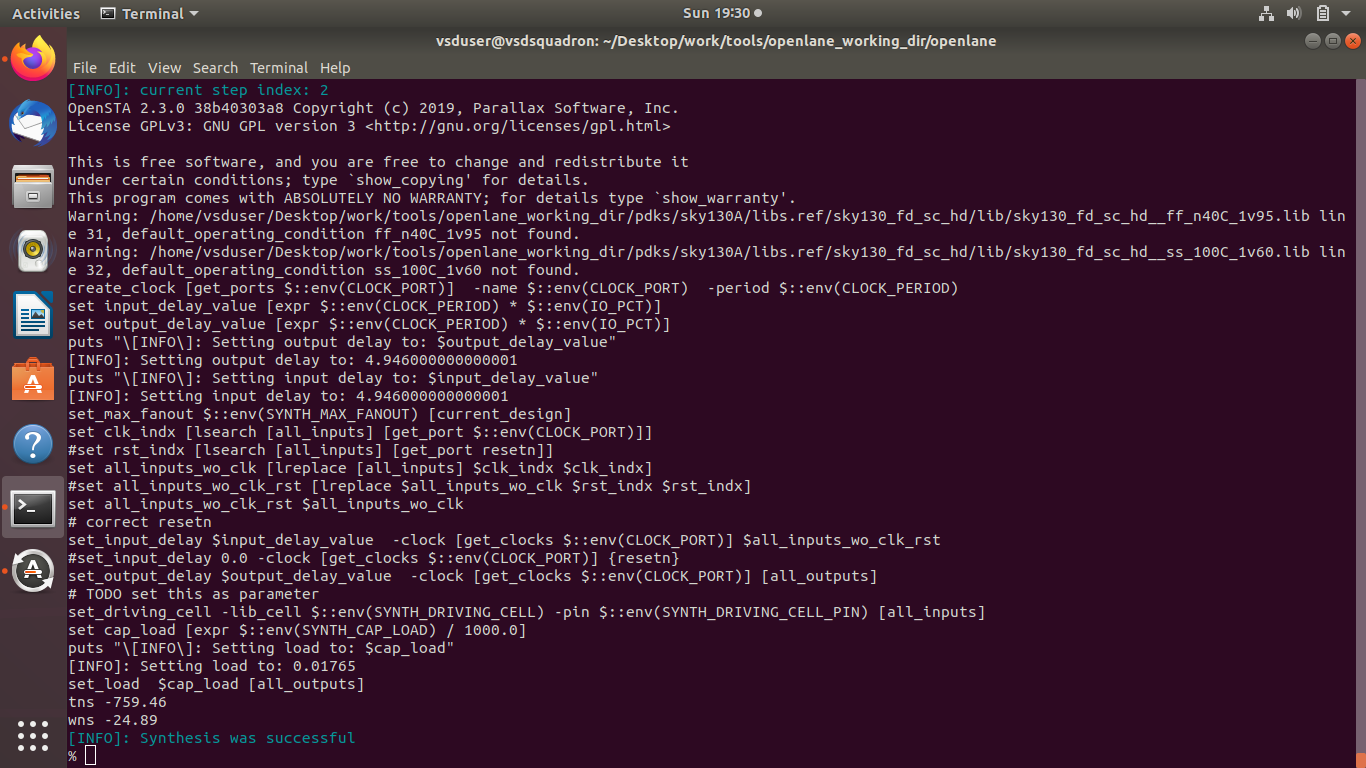 Activities Terminal Sun 19:30
vsduser@vsdsquadron: ~/Desktop/work/tools/openlane_working_dir/openlane
File Edit View Search Terminal Help
[INFO]: current step index: 2
OpenSTA 2.3.0 38b40303a8 Copyright (c) 2019, Parallax Software, Inc.
License GPLv3: GNU GPL version 3 <http://gnu.org/licenses/gpl.html>
This is free software, and you are free to change and redistribute it
under certain conditions; type `show_copying' for details.
This program comes with ABSOLUTELY NO WARRANTY; for details type `show_warranty'.
Warning: /home/vsduser/Desktop/work/tools/openlane_working_dir/pdks/sky130A/libs.ref/sky130_fd_sc_hd/lib/sky130_fd_sc_hd__ff_n40C_1v95.lib lin
e 31, default_operating_condition ff_n40C_1v95 not found.
Warning: /home/vsduser/Desktop/work/tools/openlane_working_dir/pdks/sky130A/libs.ref/sky130_fd_sc_hd/lib/sky130_fd_sc_hd__ss_100C_1v60.lib lin
e 32, default_operating_condition ss_100C_1v60 not found.
create_clock [get_ports $::env(CLOCK_PORT)]  -name $::env(CLOCK_PORT)  -period $::env(CLOCK_PERIOD)
set input_delay_value [expr $::env(CLOCK_PERIOD) * $::env(IO_PCT)]
set output_delay_value [expr $::env(CLOCK_PERIOD) * $::env(IO_PCT)]
puts "\[INFO\]: Setting output delay to: $output_delay_value"
[INFO]: Setting output delay to: 4.946000000000001
puts "\[INFO\]: Setting input delay to: $input_delay_value"
[INFO]: Setting input delay to: 4.946000000000001
set_max_fanout $::env(SYNTH_MAX_FANOUT) [current_design]
set clk_indx [lsearch [all_inputs] [get_port $::env(CLOCK_PORT)]]
#set rst_indx [lsearch [all_inputs] [get_port resetn]]
set all_inputs_wo_clk [lreplace [all_inputs] $clk_indx $clk_indx]
#set all_inputs_wo_clk_rst [lreplace $all_inputs_wo_clk $rst_indx $rst_indx]
set all_inputs_wo_clk_rst $all_inputs_wo_clk
# correct resetn
set_input_delay $input_delay_value  -clock [get_clocks $::env(CLOCK_PORT)] $all_inputs_wo_clk_rst
#set_input_delay 0.0 -clock [get_clocks $::env(CLOCK_PORT)] {resetn}
set_output_delay $output_delay_value  -clock [get_clocks $::env(CLOCK_PORT)] [all_outputs]
# TODO set this as parameter
set_driving_cell -lib_cell $::env(SYNTH_DRIVING_CELL) -pin $::env(SYNTH_DRIVING_CELL_PIN) [all_inputs]
set cap_load [expr $::env(SYNTH_CAP_LOAD) / 1000.0]
puts "\[INFO\]: Setting load to: $cap_load"
[INFO]: Setting load to: 0.01765
set_load  $cap_load [all_outputs]
tns -759.46
wns -24.89
[INFO]: Synthesis was successful
%